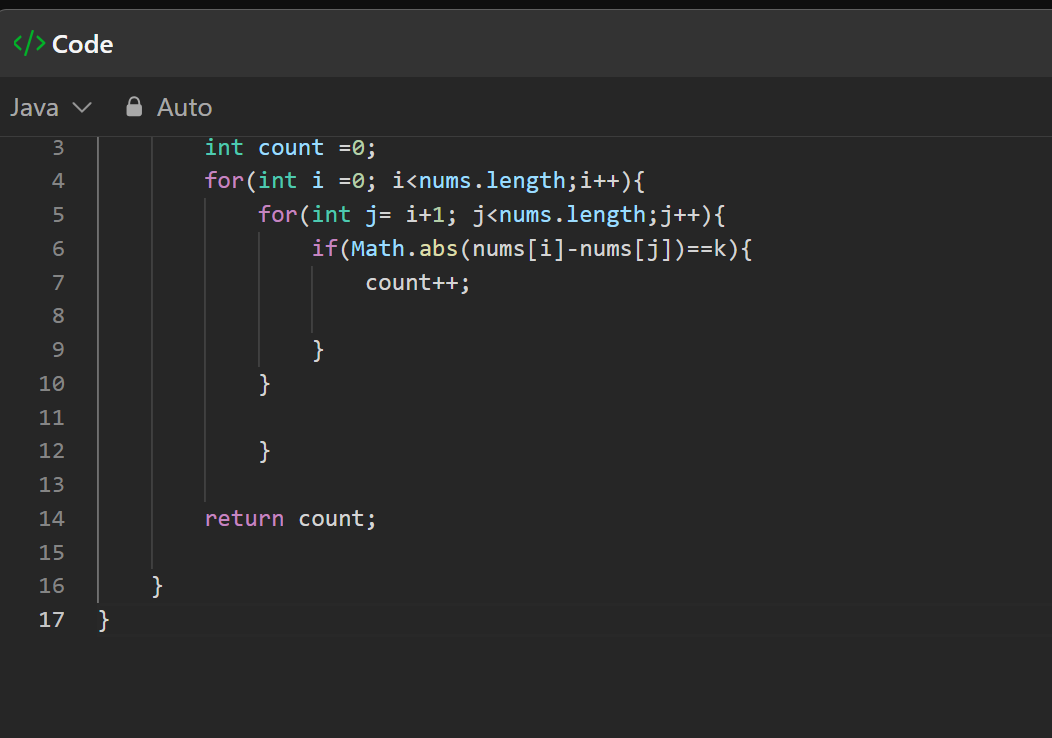 </> Code
Java Auto
3 int count =0;
4 for(int i =0; i<nums.length;i++){
5 for(int j= i+1; j<nums.length;j++){
6 if(Math.abs(nums[i]-nums[j])==k){
7 count++;
8
9 }
10 }
11
12 }
13
14 return count;
15
16 }
17 }